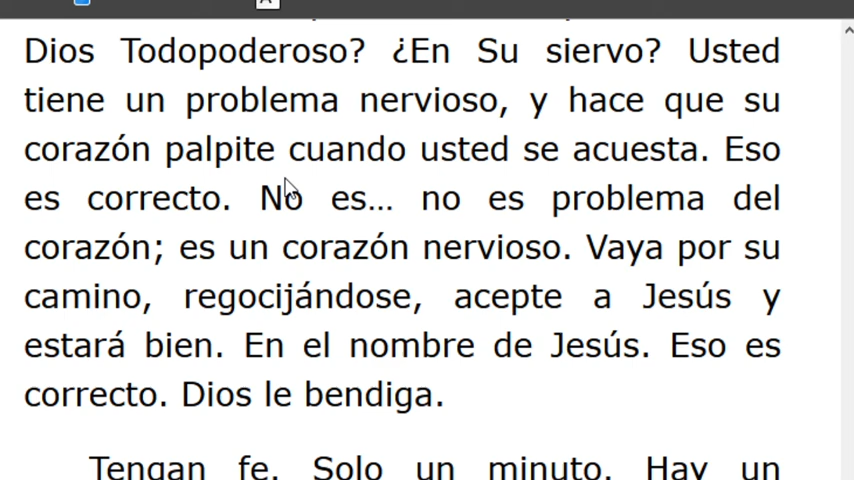 Dios Todopoderoso? ¿En Su siervo? Usted
tiene un problema nervioso, y hace que su
corazón palpite cuando usted se acuesta. Eso
es correcto. No es... no es problema del
corazón; es un corazón nervioso. Vaya por su
camino, regocijándose, acepte a Jesús y
estará bien. En el nombre de Jesús. Eso es
correcto. Dios le bendiga.
Tengan fe. Solo un minuto. Hay un